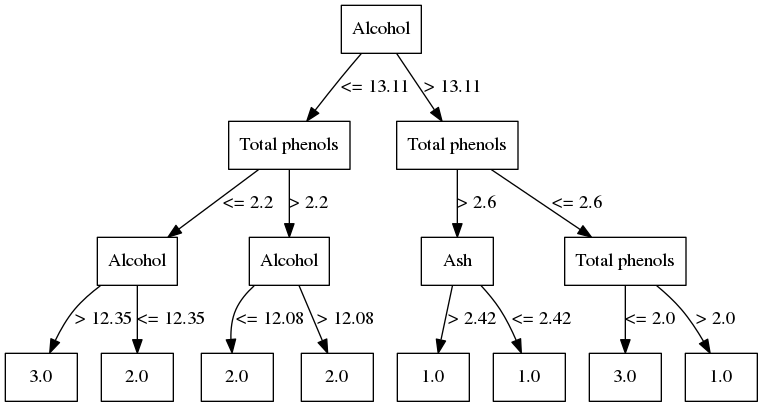 Alcohol
<= 13.11 > 13.11
Total phenols Total phenols
<= 2.2 > 2.2 > 2.6 <= 2.6
Alcohol Alcohol Ash Total phenols
> 12.35 <= 12.35 <= 12.08 > 12.08 > 2.42 <= 2.42 <= 2.0 > 2.0
3.0 2.0 2.0 2.0 1.0 1.0 3.0 1.0